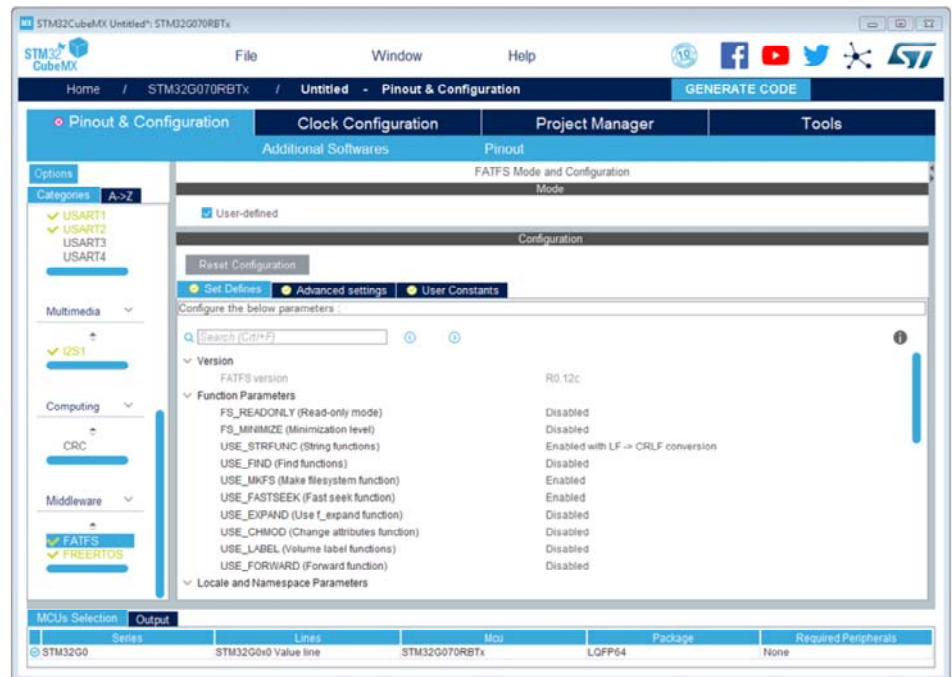 STM32CubeMX Untitled*: STM32G070RBTx
STM32 CubeMX
File Window Help
10
Home / STM32G070RBTx / Untitled - Pinout & Configuration GENERATE CODE
Pinout & Configuration Clock Configuration Project Manager Tools
Additional Softwares Pinout
Options
Categories A->Z
USART1
USART2
USART3
USART4
Multimedia
I2S1
Computing
CRC
Middleware
FATFS
FREERTOS
FATFS Mode and Configuration
Mode
User-defined
Configuration
Reset Configuration
Set Defines Advanced settings User Constants
Configure the below parameters :
Search (Crtl+F)
Version
FATFS version R0.12c
Function Parameters
FS_READONLY (Read-only mode) Disabled
FS_MINIMIZE (Minimization level) Disabled
USE_STRFUNC (String functions) Enabled with LF -> CRLF conversion
USE_FIND (Find functions) Disabled
USE_MKFS (Make filesystem function) Enabled
USE_FASTSEEK (Fast seek function) Enabled
USE_EXPAND (Use f_expand function) Disabled
USE_CHMOD (Change attributes function) Disabled
USE_LABEL (Volume label functions) Disabled
USE_FORWARD (Forward function) Disabled
Locale and Namespace Parameters
MCUs Selection Output
Series Lines Mcu Package Required Peripherals
STM32G0 STM32G0x0 Value line STM32G070RBTx LQFP64 None